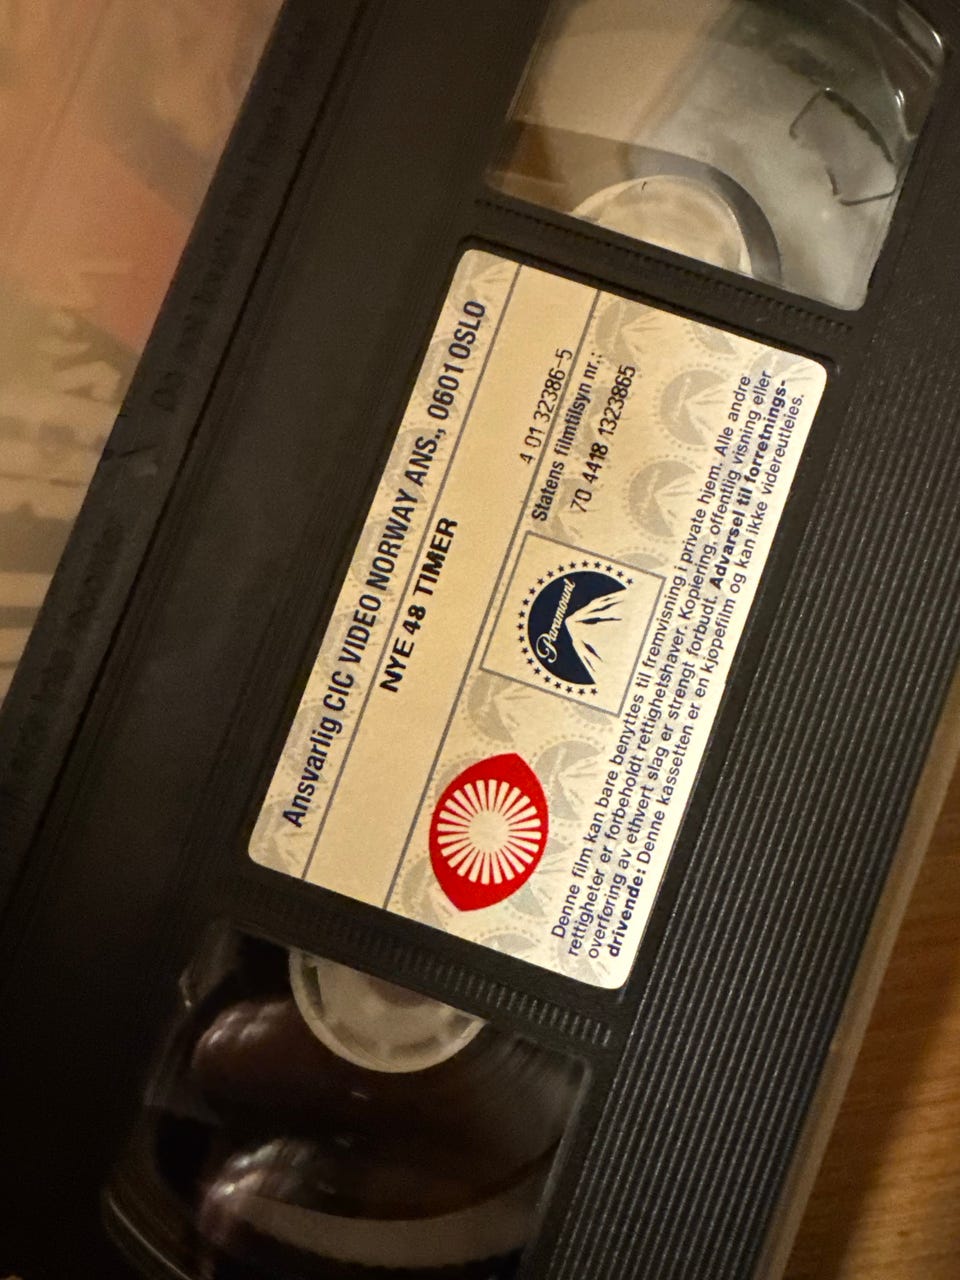 Ansvarlig CIC VIDEO NORWAY ANS., 0601 OSLO
NYE 48 TIMER
4 01 32386-5
Statens filmtilsyn nr.:
70 4418 1323865
Paramount
Denne film kan bare benyttes til fremvisning i private hjem. Alle andre
rettigheter er forbeholdt rettighetshaver. Kopiering, offentlig visning eller
overføring av ethvert slag er strengt forbudt. Advarsel til forretnings-
drivende: Denne kassetten er en kjøpefilm og kan ikke videreutleies.